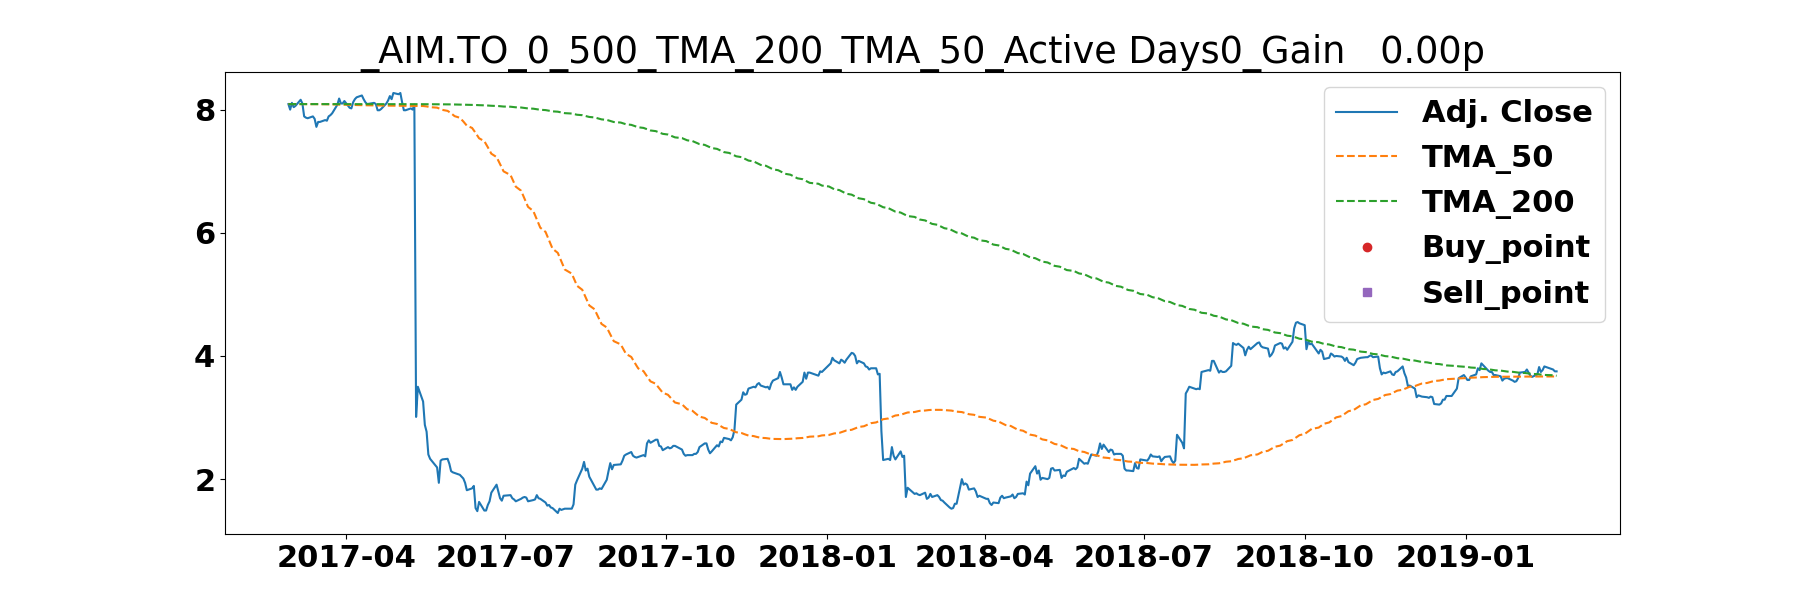 _AIM.TO_0_500_TMA_200_TMA_50_Active Days0_Gain   0.00p
Adj. Close
TMA_50
TMA_200
Buy_point
Sell_point
8
6
4
2
2017-04 2017-07 2017-10 2018-01 2018-04 2018-07 2018-10 2019-01